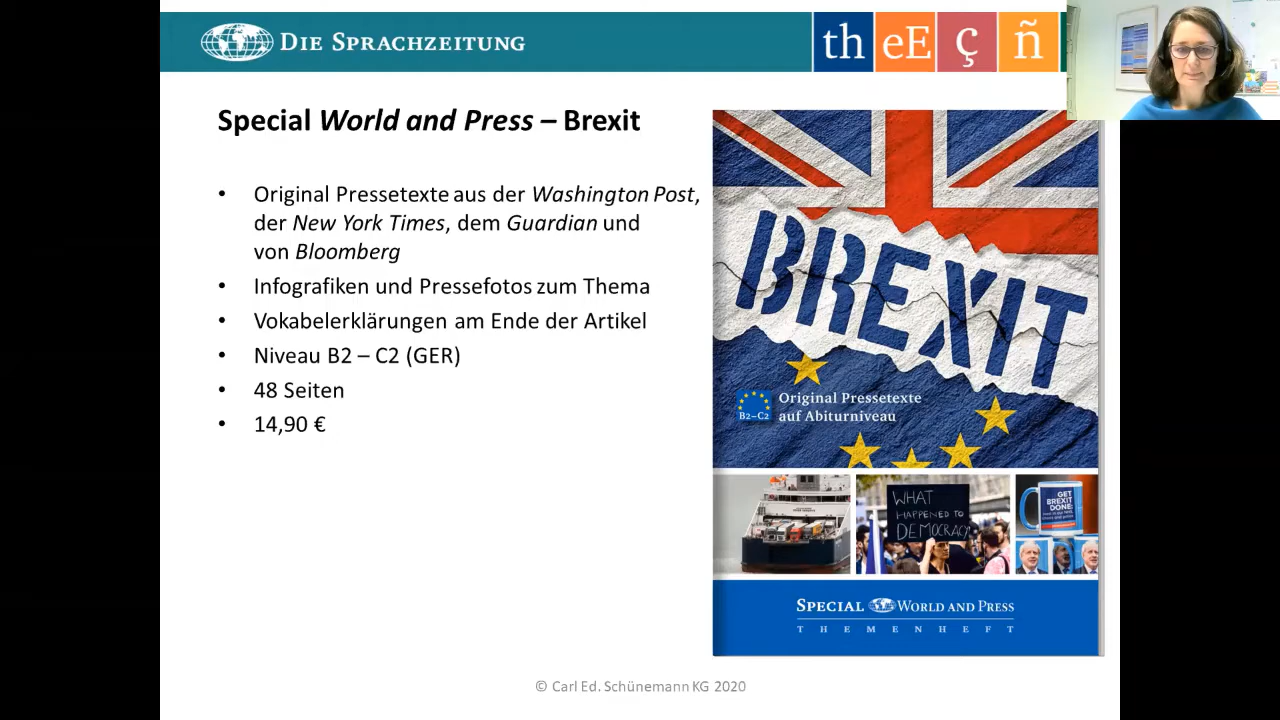 DIE SPRACHZEITUNG
th eE ç ñ
Special World and Press – Brexit
• Original Pressetexte aus der Washington Post,
der New York Times, dem Guardian und
von Bloomberg
• Infografiken und Pressefotos zum Thema
• Vokabelerklärungen am Ende der Artikel
• Niveau B2 – C2 (GER)
• 48 Seiten
• 14,90 €
BREXIT
B2–C2
Original Pressetexte
auf Abiturniveau
WHAT
HAPPENED TO
DEMOCRACY?
GET
BREXIT
DONE:
SPECIAL WORLD AND PRESS
THEMENHEFT
© Carl Ed. Schünemann KG 2020